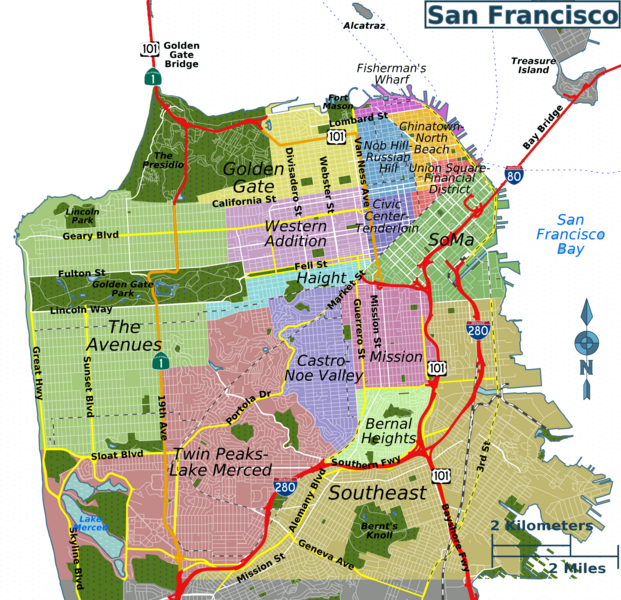 San Francisco
Alcatraz
101
Golden
Gate
Bridge
1
Treasure
Island
Fisherman's
Wharf
Fort
Mason
Lombard St
101
Bay Bridge
Chinatown-
North
Beach
Nob Hill-
Russian
Hill
The
Presidio
Golden
Gate
Divisadero St
Webster St
Van Ness Ave
Union Square-
Financial
District
80
California St
Lincoln
Park
Geary Blvd
Western
Addition
Civic
Center-
Tenderloin
SoMa
San
Francisco
Bay
Fulton St
Fell St
Golden Gate
Park
Haight
Market St
Lincoln Way
The
Avenues
Great Hwy
Sunset Blvd
1
19th Ave
Guerrero St
Mission St
280
N
Castro-
Noe Valley
Mission
101
Portola Dr
Bernal
Heights
Sloat Blvd
Twin Peaks-
Lake Merced
Southern Fwy
3rd St
280
101
Alemany Blvd
Southeast
Lake
Merced
Skyline Blvd
Bernt's
Knoll
Bayshore Fwy
2 Kilometers
2 Miles
Geneva Ave
Mission St